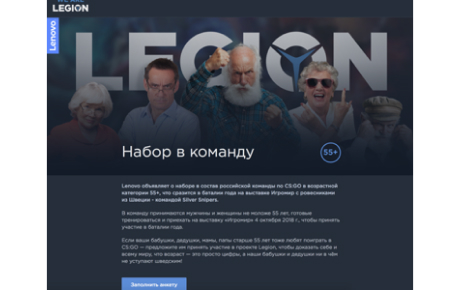 WE ARE
LEGION
Lenovo
LEGION
Набор в команду
55+
Lenovo объявляет о наборе в состав российской команды по CS:GO в возрастной
категории 55+, что сразится в баталии года на выставке Игромир с ровесниками
из Швеции - командой Silver Snipers.
В команду принимаются мужчины и женщины не моложе 55 лет, готовые
тренироваться и приехать на выставку «Игромир» 4 октября 2018 г., чтобы принять
участие в баталии года.
Если ваши бабушки, дедушки, мамы, папы старше 55 лет тоже любят поиграть в
CS:GO — предложите им принять участие в проекте Legion, чтобы доказать себе и
всему миру, что возраст — это просто цифры, а наши бабушки и дедушки ни в чём
не уступают шведским!
Заполнить анкету